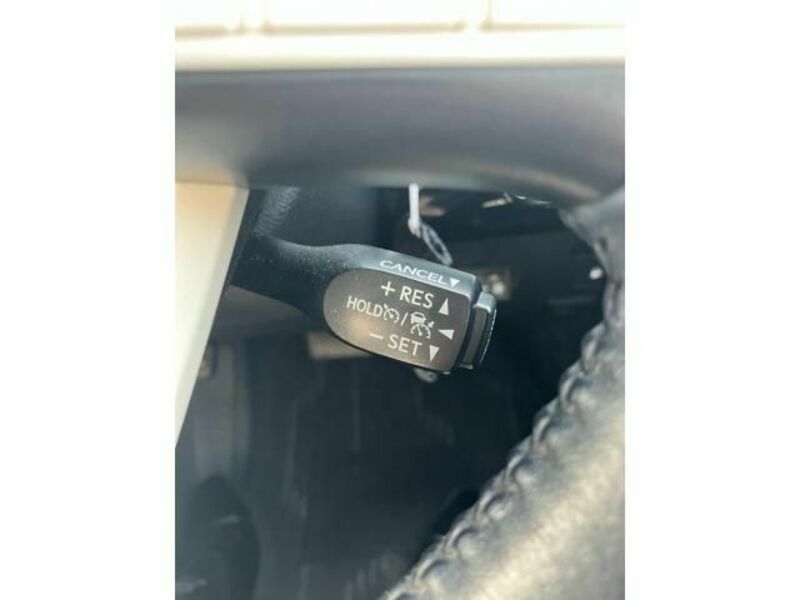 CANCEL▼
+ RES ▲
HOLD / ◀
− SET ▼